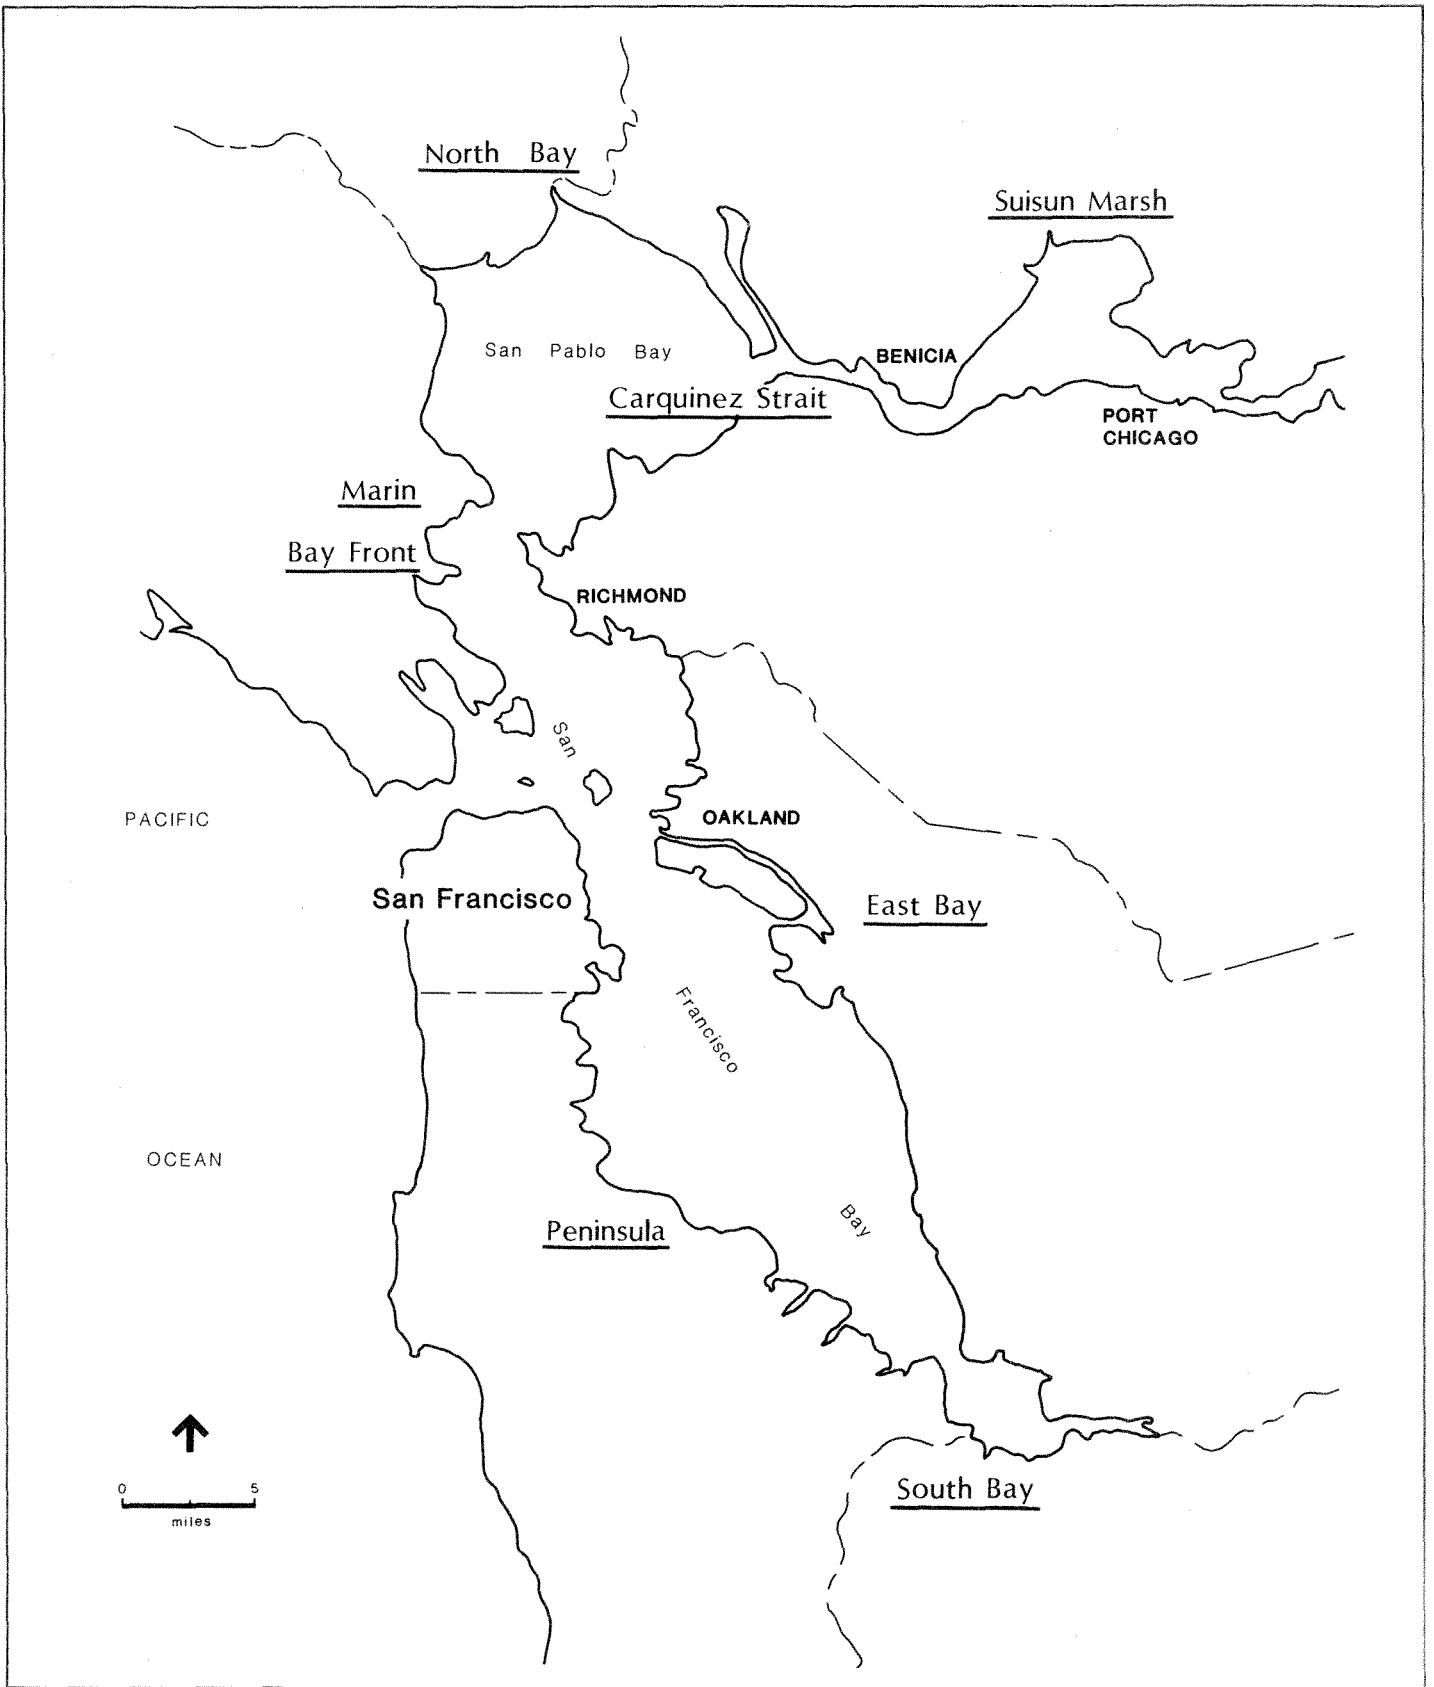 North Bay
Suisun Marsh
San Pablo Bay
BENICIA
Carquinez Strait
PORT
CHICAGO
Marin
Bay Front
RICHMOND
San
PACIFIC
OAKLAND
San Francisco
East Bay
Francisco
OCEAN
Bay
Peninsula
South Bay
0 5
miles